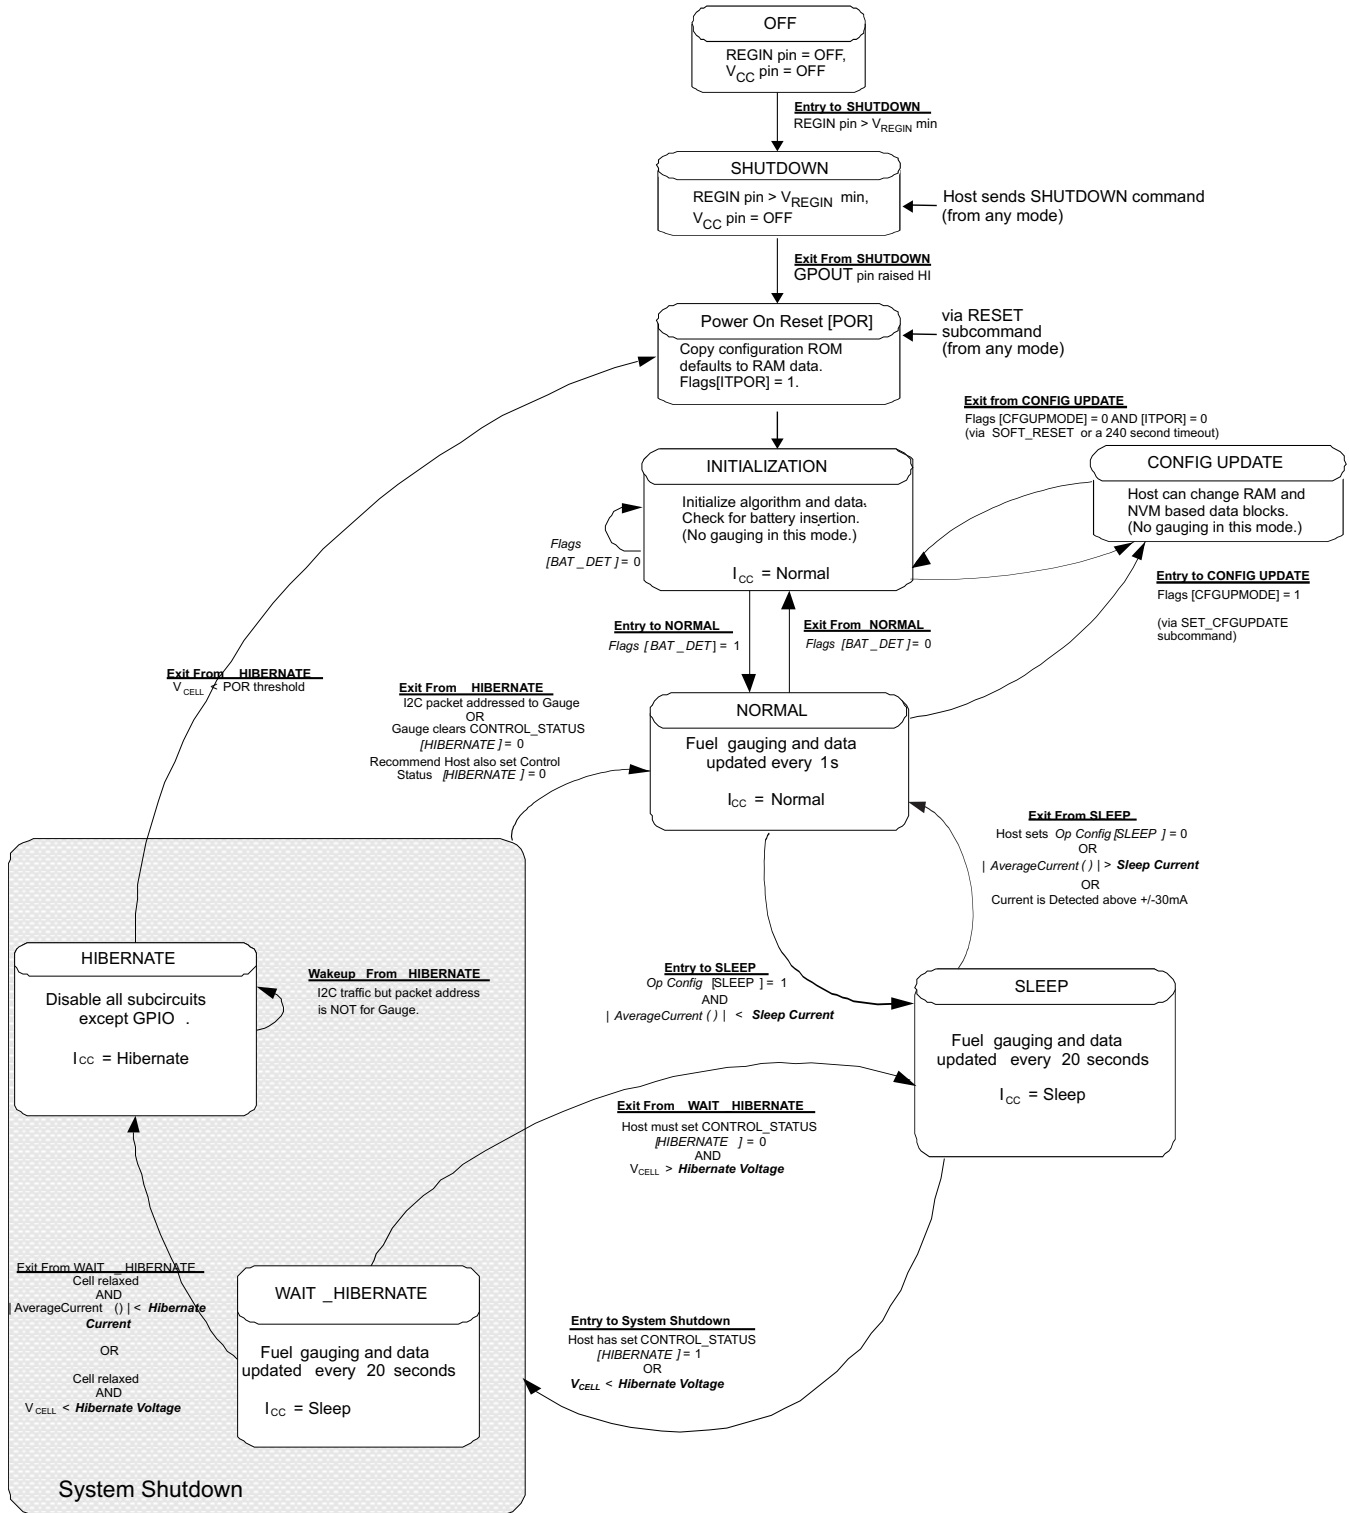 OFF
REGIN pin = OFF,
VCC pin = OFF
Entry to SHUTDOWN
REGIN pin > VREGIN min
SHUTDOWN
REGIN pin > VREGIN min,
VCC pin = OFF
Host sends SHUTDOWN command
(from any mode)
Exit From SHUTDOWN
GPOUT pin raised HI
Power On Reset [POR]
Copy configuration ROM
defaults to RAM data.
Flags[ITPOR] = 1.
via RESET
subcommand
(from any mode)
Exit from CONFIG UPDATE
Flags [CFGUPMODE] = 0 AND [ITPOR] = 0
(via SOFT_RESET or a 240 second timeout)
INITIALIZATION
Initialize algorithm and data.
Check for battery insertion.
(No gauging in this mode.)
ICC = Normal
Flags
[BAT_DET] = 0
CONFIG UPDATE
Host can change RAM and
NVM based data blocks.
(No gauging in this mode.)
Entry to CONFIG UPDATE
Flags [CFGUPMODE] = 1
(via SET_CFGUPDATE
subcommand)
Entry to NORMAL
Flags [BAT_DET] = 1
Exit From NORMAL
Flags [BAT_DET] = 0
Exit From HIBERNATE
VCELL < POR threshold
Exit From HIBERNATE
I2C packet addressed to Gauge
OR
Gauge clears CONTROL_STATUS
[HIBERNATE] = 0
Recommend Host also set Control
Status [HIBERNATE] = 0
NORMAL
Fuel gauging and data
updated every 1s
ICC = Normal
Exit From SLEEP
Host sets Op Config [SLEEP] = 0
OR
| AverageCurrent ( ) | > Sleep Current
OR
Current is Detected above +/-30mA
HIBERNATE
Disable all subcircuits
except GPIO .
ICC = Hibernate
Wakeup From HIBERNATE
I2C traffic but packet address
is NOT for Gauge.
Entry to SLEEP
Op Config [SLEEP] = 1
AND
| AverageCurrent ( ) | < Sleep Current
SLEEP
Fuel gauging and data
updated every 20 seconds
ICC = Sleep
Exit From WAIT_HIBERNATE
Host must set CONTROL_STATUS
[HIBERNATE] = 0
AND
VCELL > Hibernate Voltage
Exit From WAIT_HIBERNATE
Cell relaxed
AND
| AverageCurrent () | < Hibernate
Current
OR
Cell relaxed
AND
VCELL < Hibernate Voltage
WAIT_HIBERNATE
Fuel gauging and data
updated every 20 seconds
ICC = Sleep
Entry to System Shutdown
Host has set CONTROL_STATUS
[HIBERNATE] = 1
OR
VCELL < Hibernate Voltage
System Shutdown